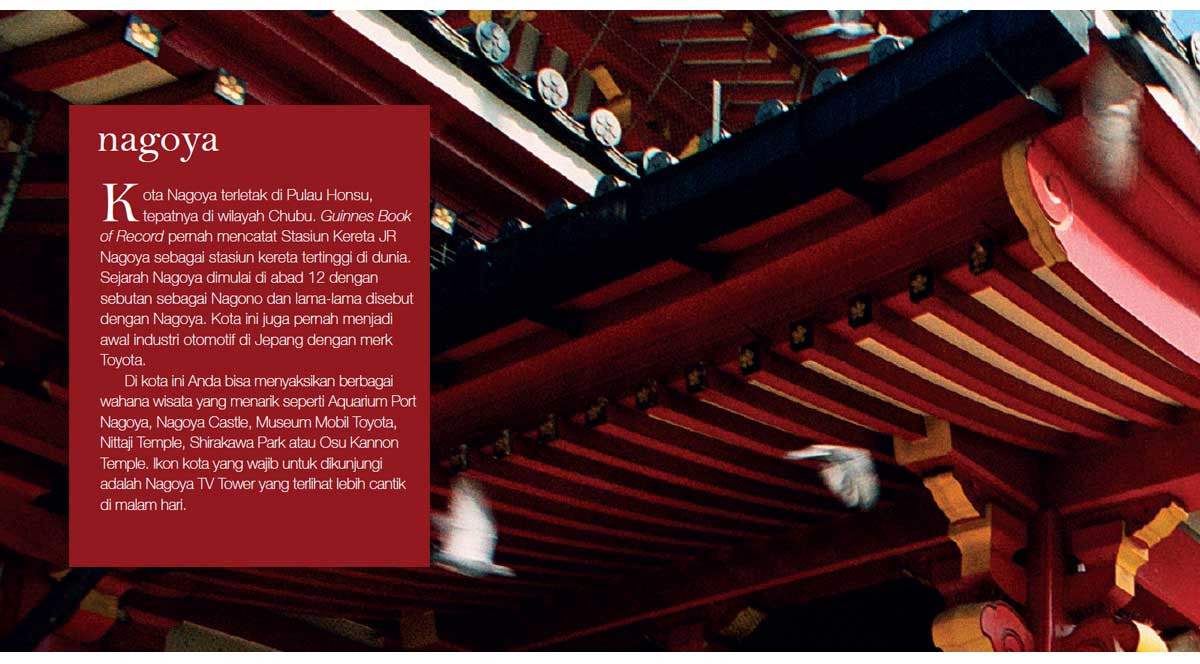 nagoya
Kota Nagoya terletak di Pulau Honsu,
tepatnya di wilayah Chubu. Guinnes Book
of Record pernah mencatat Stasiun Kereta JR
Nagoya sebagai stasiun kereta tertinggi di dunia.
Sejarah Nagoya dimulai di abad 12 dengan
sebutan sebagai Nagono dan lama-lama disebut
dengan Nagoya. Kota ini juga pernah menjadi
awal industri otomotif di Jepang dengan merk
Toyota.
Di kota ini Anda bisa menyaksikan berbagai
wahana wisata yang menarik seperti Aquarium Port
Nagoya, Nagoya Castle, Museum Mobil Toyota,
Nittaji Temple, Shirakawa Park atau Osu Kannon
Temple. Ikon kota yang wajib untuk dikunjungi
adalah Nagoya TV Tower yang terlihat lebih cantik
di malam hari.